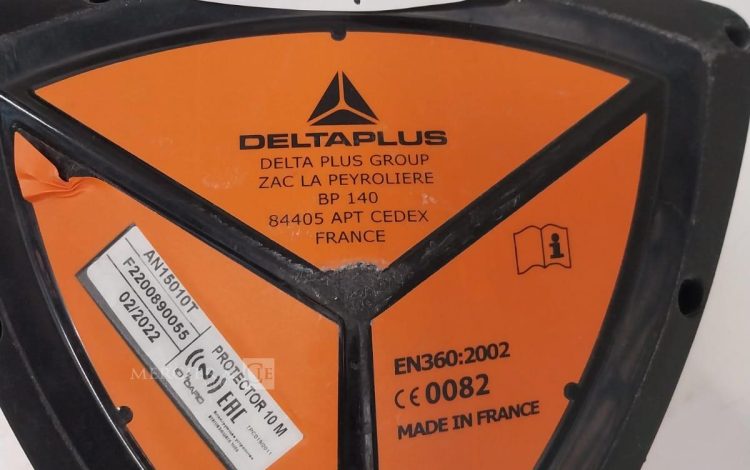 DELTAPLUS
DELTA PLUS GROUP
ZAC LA PEYROLIERE
BP 140
84405 APT CEDEX
FRANCE
AN15010T
F2200890055
02/2022
PROTECTOR 10 M
EAC
EN360:2002
CE 0082
MADE IN FRANCE